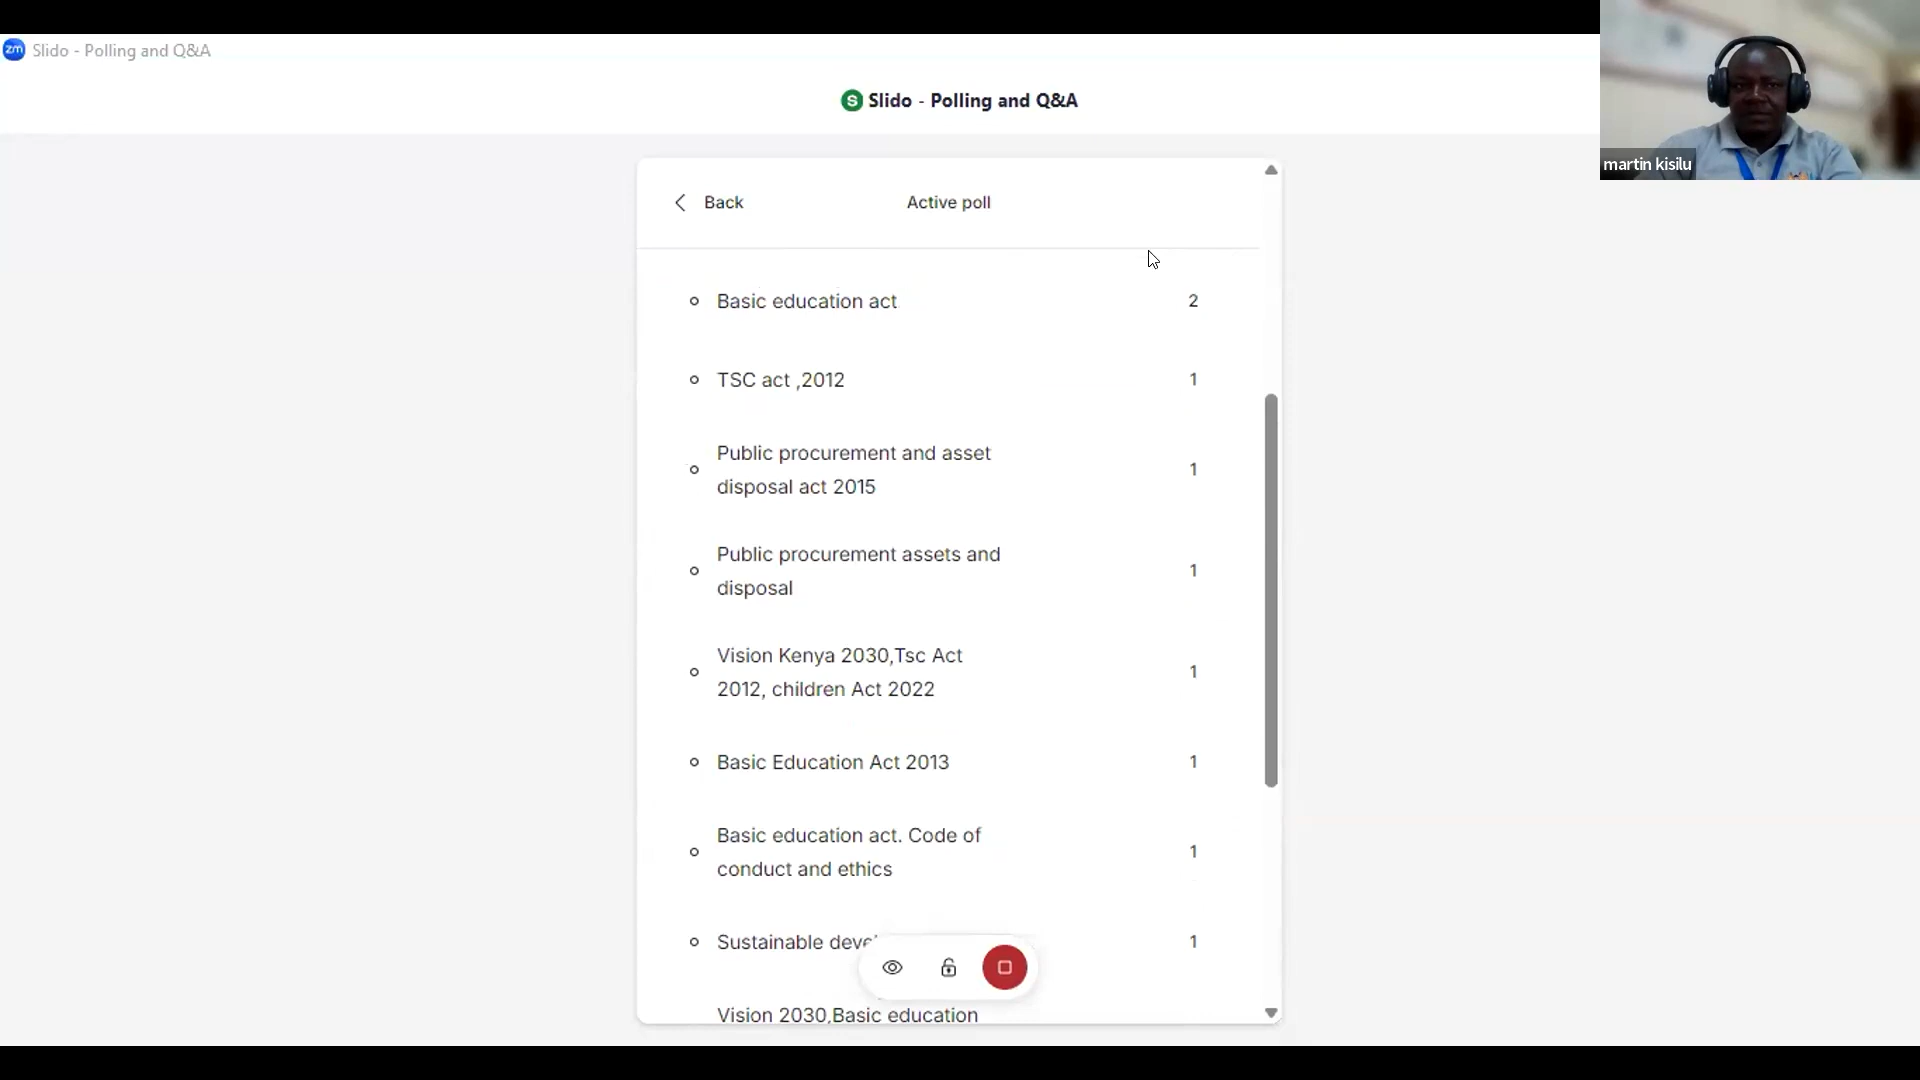 zm Slido - Polling and Q&A
S Slido - Polling and Q&A
martin kisilu
Back
Active poll
Basic education act
2
TSC act ,2012
1
Public procurement and asset
disposal act 2015
1
Public procurement assets and
disposal
1
Vision Kenya 2030,Tsc Act
2012, children Act 2022
1
Basic Education Act 2013
1
Basic education act. Code of
conduct and ethics
1
Sustainable
1
Vision 2030,Basic education